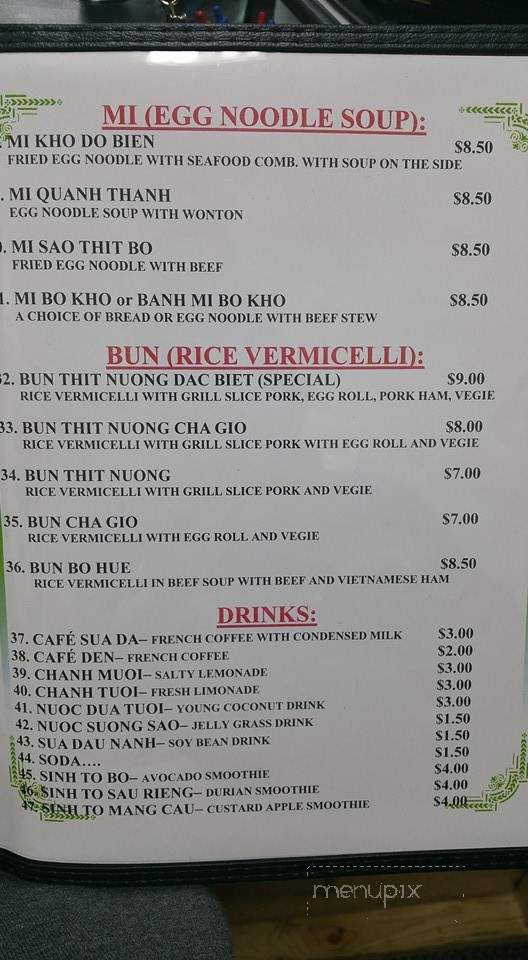 MI (EGG NOODLE SOUP):
. MI KHO DO BIEN $8.50
FRIED EGG NOODLE WITH SEAFOOD COMB. WITH SOUP ON THE SIDE
. MI QUANH THANH $8.50
EGG NOODLE SOUP WITH WONTON
. MI SAO THIT BO $8.50
FRIED EGG NOODLE WITH BEEF
1. MI BO KHO or BANH MI BO KHO $8.50
A CHOICE OF BREAD OR EGG NOODLE WITH BEEF STEW
BUN (RICE VERMICELLI):
32. BUN THIT NUONG DAC BIET (SPECIAL) $9.00
RICE VERMICELLI WITH GRILL SLICE PORK, EGG ROLL, PORK HAM, VEGIE
33. BUN THIT NUONG CHA GIO $8.00
RICE VERMICELLI WITH GRILL SLICE PORK WITH EGG ROLL AND VEGIE
34. BUN THIT NUONG $7.00
RICE VERMICELLI WITH GRILL SLICE PORK AND VEGIE
35. BUN CHA GIO $7.00
RICE VERMICELLI WITH EGG ROLL AND VEGIE
36. BUN BO HUE $8.50
RICE VERMICELLI IN BEEF SOUP WITH BEEF AND VIETNAMESE HAM
DRINKS:
37. CAFÉ SUA DA– FRENCH COFFEE WITH CONDENSED MILK $3.00
38. CAFÉ DEN– FRENCH COFFEE $2.00
39. CHANH MUOI– SALTY LEMONADE $3.00
40. CHANH TUOI– FRESH LIMONADE $3.00
41. NUOC DUA TUOI– YOUNG COCONUT DRINK $3.00
42. NUOC SUONG SAO– JELLY GRASS DRINK $1.50
43. SUA DAU NANH– SOY BEAN DRINK $1.50
44. SODA.... $1.50
45. SINH TO BO– AVOCADO SMOOTHIE $4.00
46. SINH TO SAU RIENG– DURIAN SMOOTHIE $4.00
47. SINH TO MANG CAU– CUSTARD APPLE SMOOTHIE $4.00
menupix